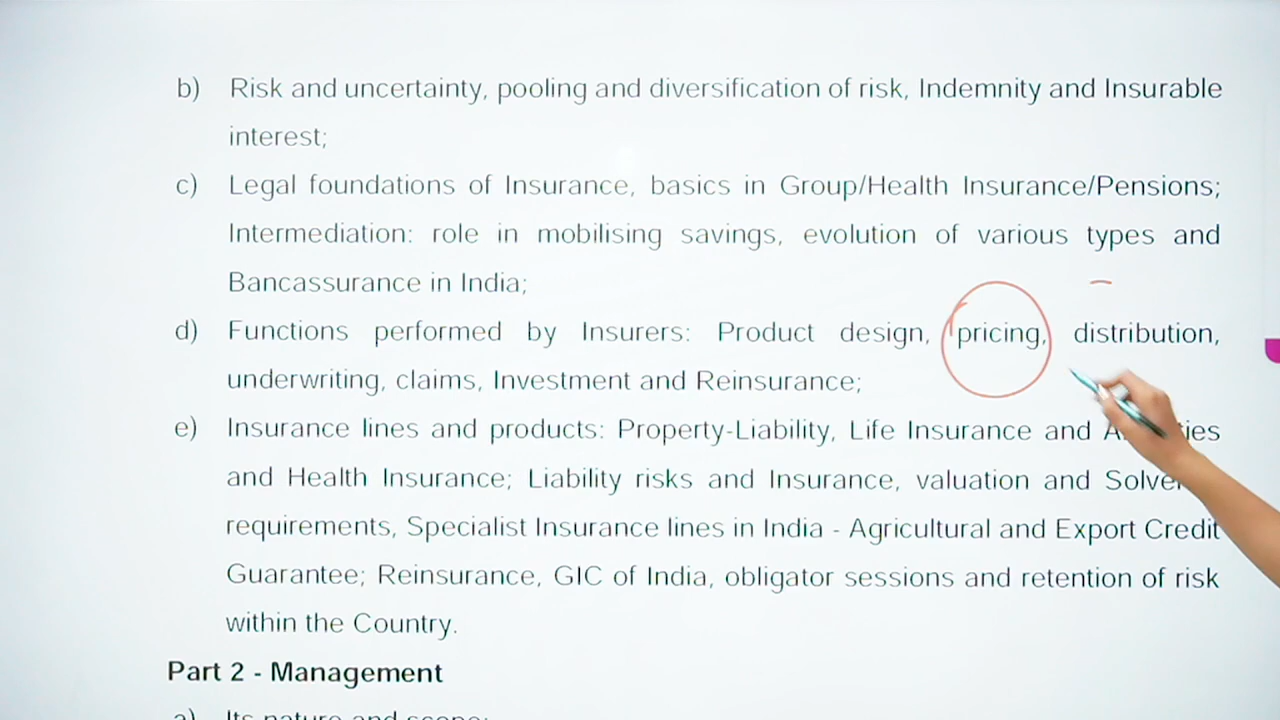 b) Risk and uncertainty, pooling and diversification of risk, Indemnity and Insurable
interest;
c) Legal foundations of Insurance, basics in Group/Health Insurance/Pensions;
Intermediation: role in mobilising savings, evolution of various types and
Bancassurance in India;
d) Functions performed by Insurers: Product design, pricing, distribution,
underwriting, claims, Investment and Reinsurance;
e) Insurance lines and products: Property-Liability, Life Insurance and
and Health Insurance; Liability risks and Insurance, valuation and
requirements, Specialist Insurance lines in India - Agricultural and Export Credit
Guarantee; Reinsurance, GIC of India, obligator sessions and retention of risk
within the Country.
Part 2 - Management
a) Its nature and scope;